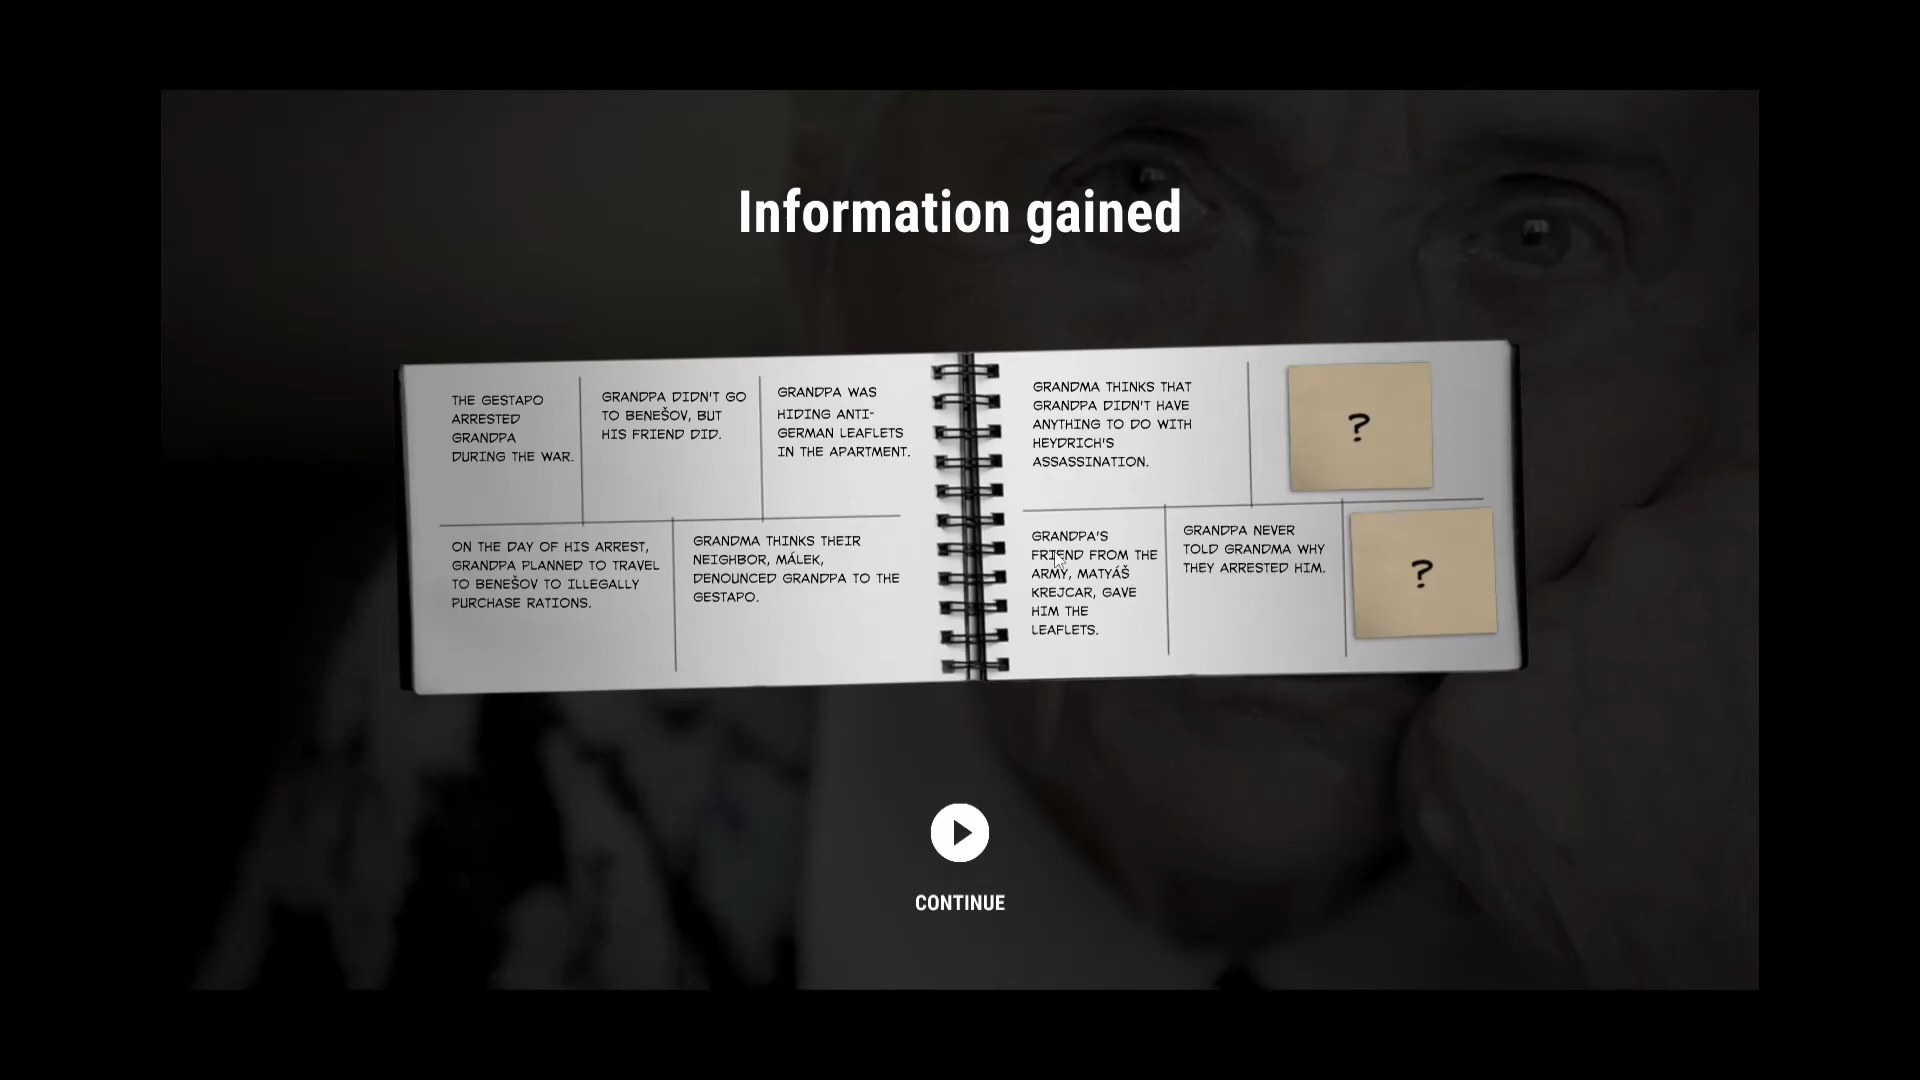 Information gained
THE GESTAPO
ARRESTED
GRANDPA
DURING THE WAR.
GRANDPA DIDN'T GO
TO BENEŠOV, BUT
HIS FRIEND DID.
GRANDPA WAS
HIDING ANTI-
GERMAN LEAFLETS
IN THE APARTMENT.
ON THE DAY OF HIS ARREST,
GRANDPA PLANNED TO TRAVEL
TO BENEŠOV TO ILLEGALLY
PURCHASE RATIONS.
GRANDMA THINKS THEIR
NEIGHBOR, MÁLEK,
DENOUNCED GRANDPA TO THE
GESTAPO.
GRANDMA THINKS THAT
GRANDPA DIDN'T HAVE
ANYTHING TO DO WITH
HEYDRICH'S
ASSASSINATION.
?
GRANDPA'S
FRIEND FROM THE
ARMY, MATYÁŠ
KREJCAR, GAVE
HIM THE
LEAFLETS.
GRANDPA NEVER
TOLD GRANDMA WHY
THEY ARRESTED HIM.
?
CONTINUE